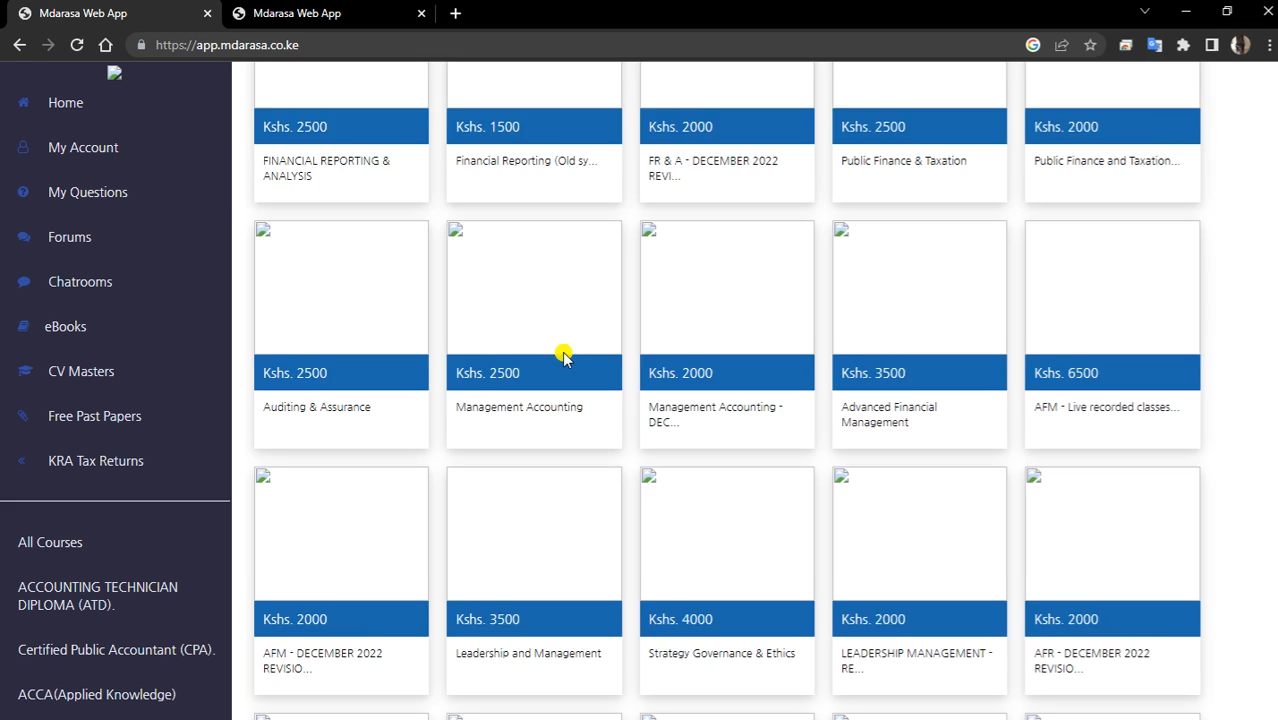 Mdarasa Web App
Mdarasa Web App
https://app.mdarasa.co.ke
Home
My Account
My Questions
Forums
Chatrooms
eBooks
CV Masters
Free Past Papers
KRA Tax Returns
All Courses
ACCOUNTING TECHNICIAN
DIPLOMA (ATD).
Certified Public Accountant (CPA).
ACCA(Applied Knowledge)
Kshs. 2500
FINANCIAL REPORTING &
ANALYSIS
Kshs. 1500
Financial Reporting (Old sy...
Kshs. 2000
FR & A - DECEMBER 2022
REVI...
Kshs. 2500
Public Finance & Taxation
Kshs. 2000
Public Finance and Taxation...
Kshs. 2500
Auditing & Assurance
Kshs. 2500
Management Accounting
Kshs. 2000
Management Accounting -
DEC...
Kshs. 3500
Advanced Financial
Management
Kshs. 6500
AFM - Live recorded classes...
Kshs. 2000
AFM - DECEMBER 2022
REVISIO...
Kshs. 3500
Leadership and Management
Kshs. 4000
Strategy Governance & Ethics
Kshs. 2000
LEADERSHIP MANAGEMENT -
RE...
Kshs. 2000
AFR - DECEMBER 2022
REVISIO...